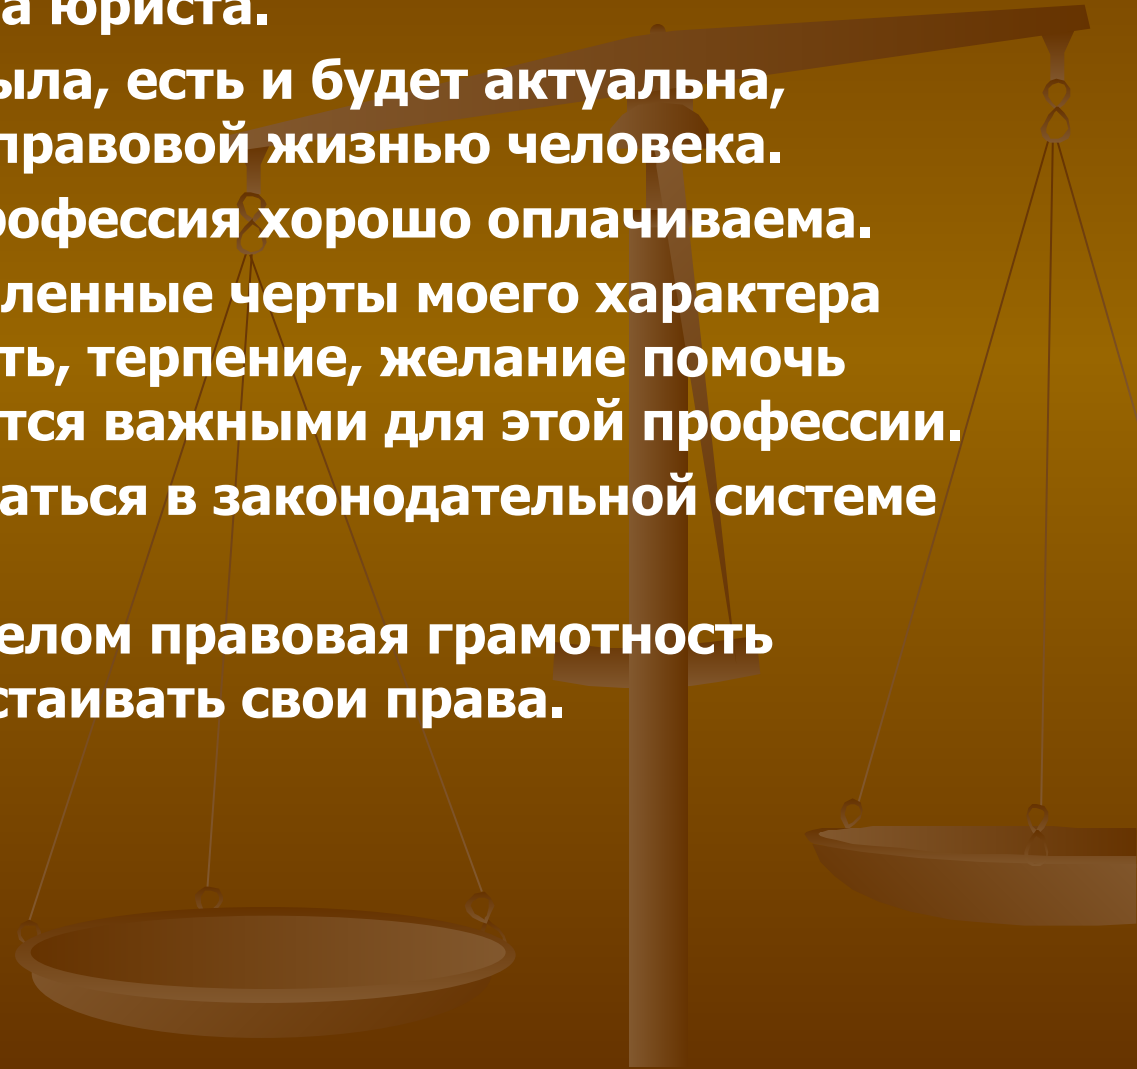 а юриста.
ыла, есть и будет актуальна,
правовой жизнью человека.
рофессия хорошо оплачиваема.
ленные черты моего характера
ть, терпение, желание помочь
тся важными для этой профессии.
аться в законодательной системе
елом правовая грамотность
стаивать свои права.